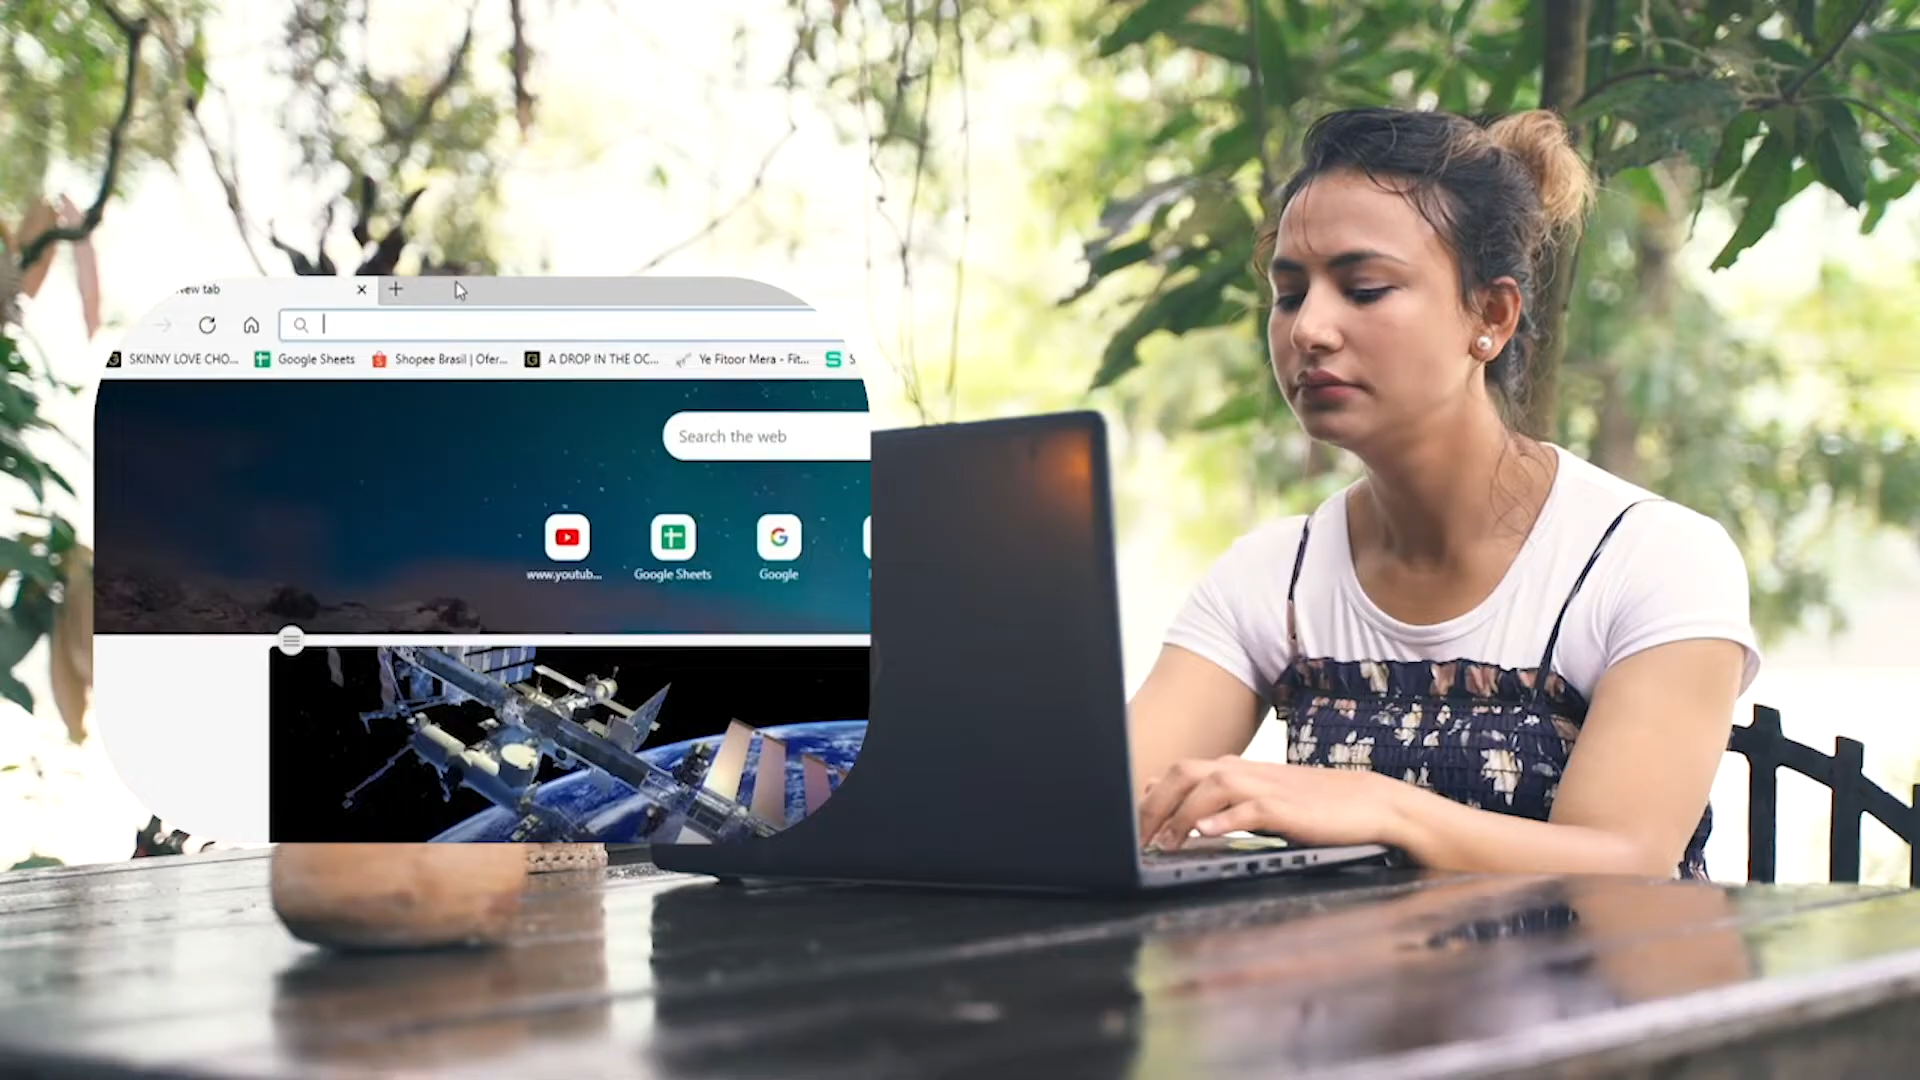 New tab
SKINNY LOVE CHO... Google Sheets Shopee Brasil | Ofer... A DROP IN THE OC... Ye Fitoor Mera - Fit... S
Search the web
www.youtub... Google Sheets Google